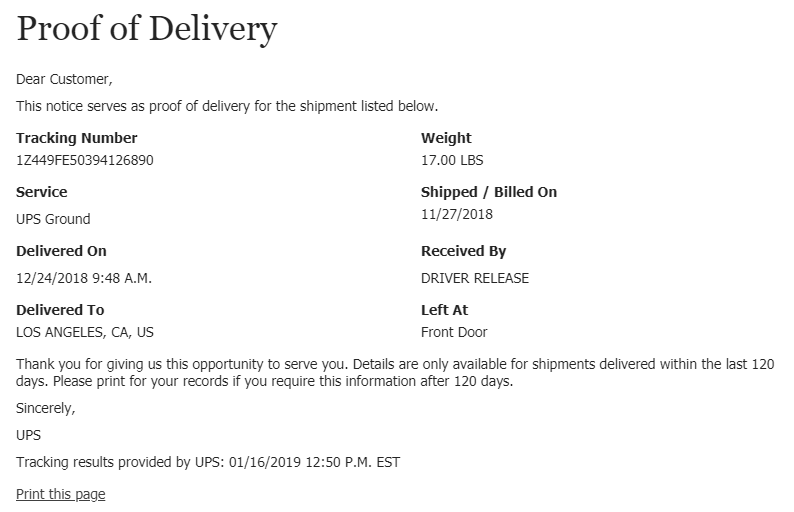 Proof of Delivery
Dear Customer,
This notice serves as proof of delivery for the shipment listed below.
Tracking Number
1Z449FE50394126890
Weight
17.00 LBS
Service
UPS Ground
Shipped / Billed On
11/27/2018
Delivered On
12/24/2018 9:48 A.M.
Received By
DRIVER RELEASE
Delivered To
LOS ANGELES, CA, US
Left At
Front Door
Thank you for giving us this opportunity to serve you. Details are only available for shipments delivered within the last 120
days. Please print for your records if you require this information after 120 days.
Sincerely,
UPS
Tracking results provided by UPS: 01/16/2019 12:50 P.M. EST
Print this page